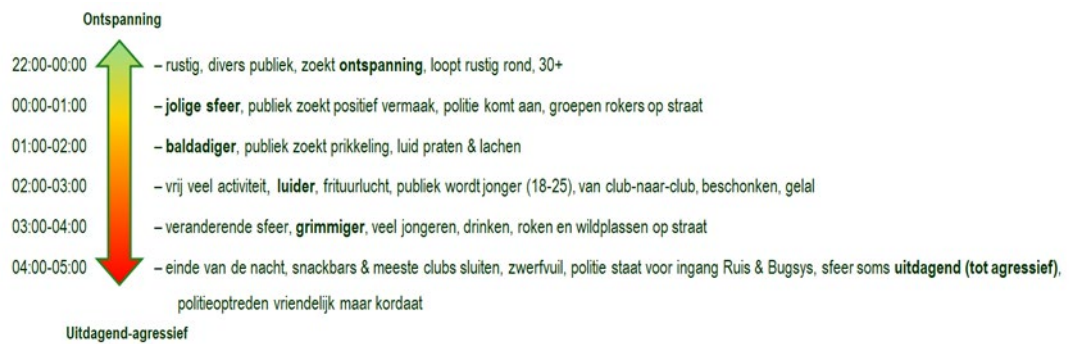 Ontspanning
22:00-00:00 – rustig, divers publiek, zoekt ontspanning, loopt rustig rond, 30+
00:00-01:00 – jolige sfeer, publiek zoekt positief vermaak, politie komt aan, groepen rokers op straat
01:00-02:00 – baldadiger, publiek zoekt prikkeling, luid praten & lachen
02:00-03:00 – vrij veel activiteit, luider, frituurlucht, publiek wordt jonger (18-25), van club-naar-club, beschonken, gelal
03:00-04:00 – veranderende sfeer, grimmiger, veel jongeren, drinken, roken en wildplassen op straat
04:00-05:00 – einde van de nacht, snackbars & meeste clubs sluiten, zwerfvuil, politie staat voor ingang Ruis & Bugsys, sfeer soms uitdagend (tot agressief),
politieoptreden vriendelijk maar kordaat
Uitdagend-agressief